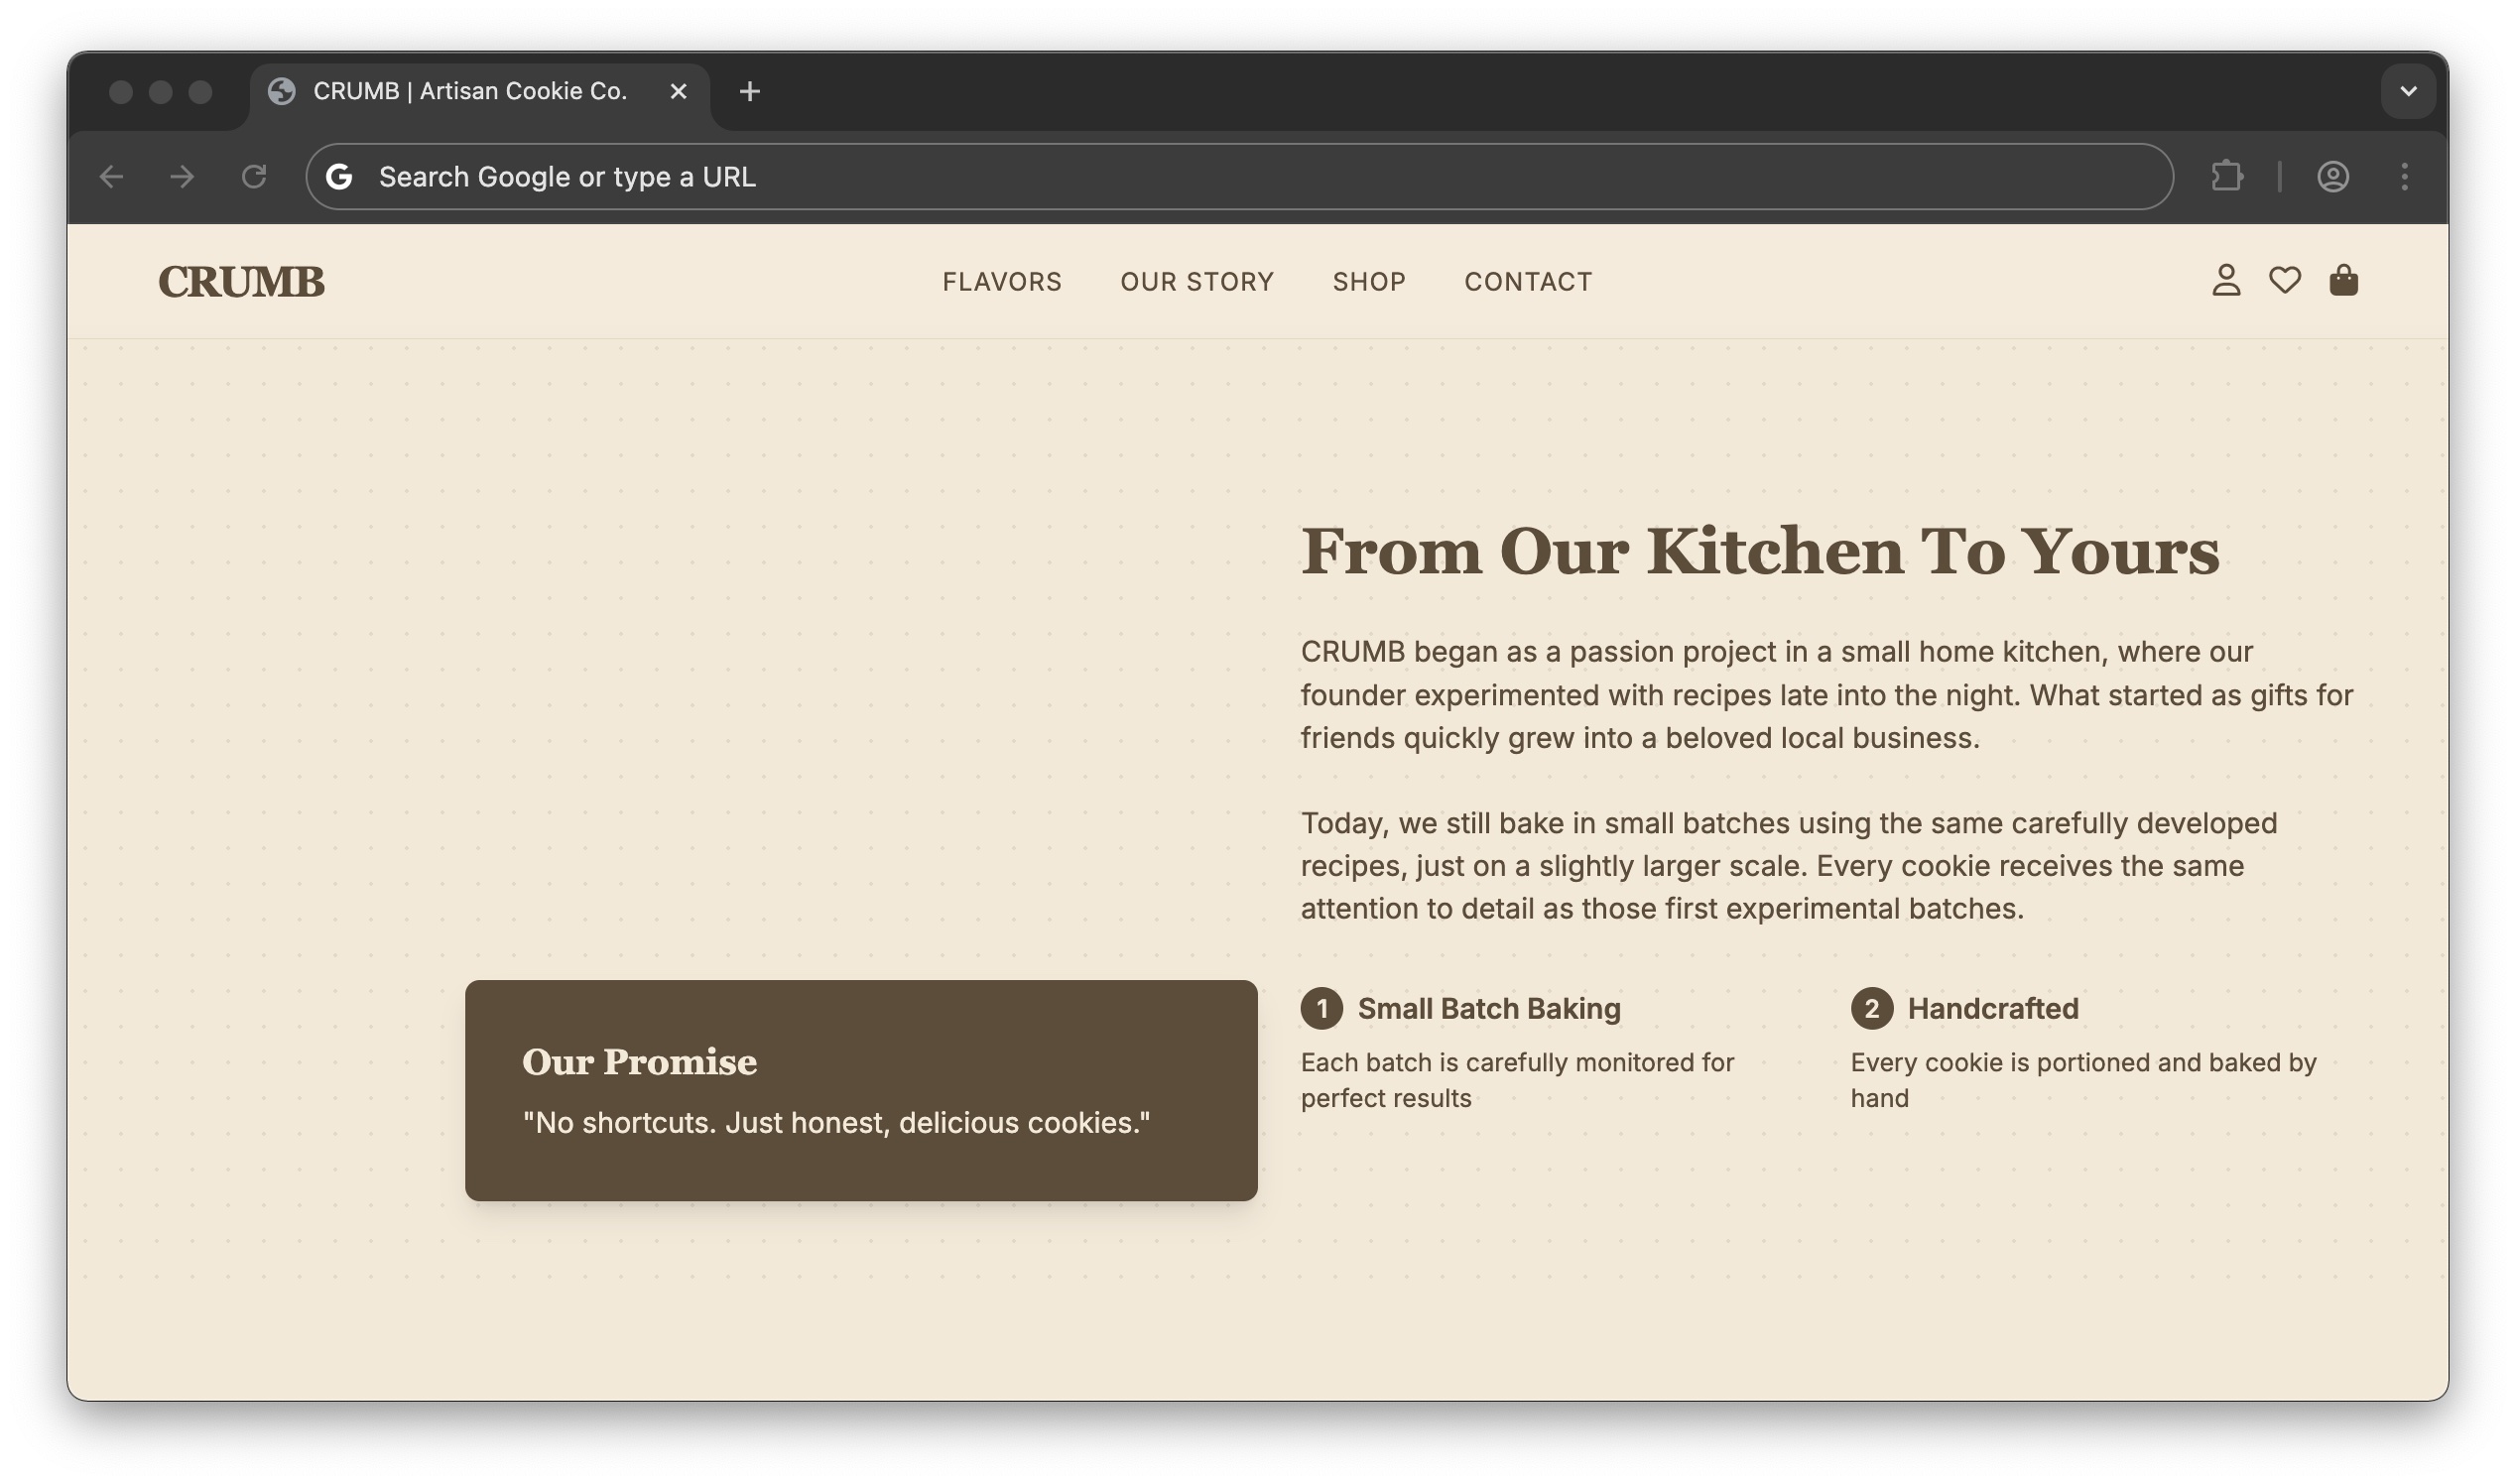 CRUMB | Artisan Cookie Co.
Search Google or type a URL
CRUMB
FLAVORS
OUR STORY
SHOP
CONTACT
From Our Kitchen To Yours
CRUMB began as a passion project in a small home kitchen, where our
founder experimented with recipes late into the night. What started as gifts for
friends quickly grew into a beloved local business.
Today, we still bake in small batches using the same carefully developed
recipes, just on a slightly larger scale. Every cookie receives the same
attention to detail as those first experimental batches.
Our Promise
"No shortcuts. Just honest, delicious cookies."
1 Small Batch Baking
Each batch is carefully monitored for
perfect results
2 Handcrafted
Every cookie is portioned and baked by
hand